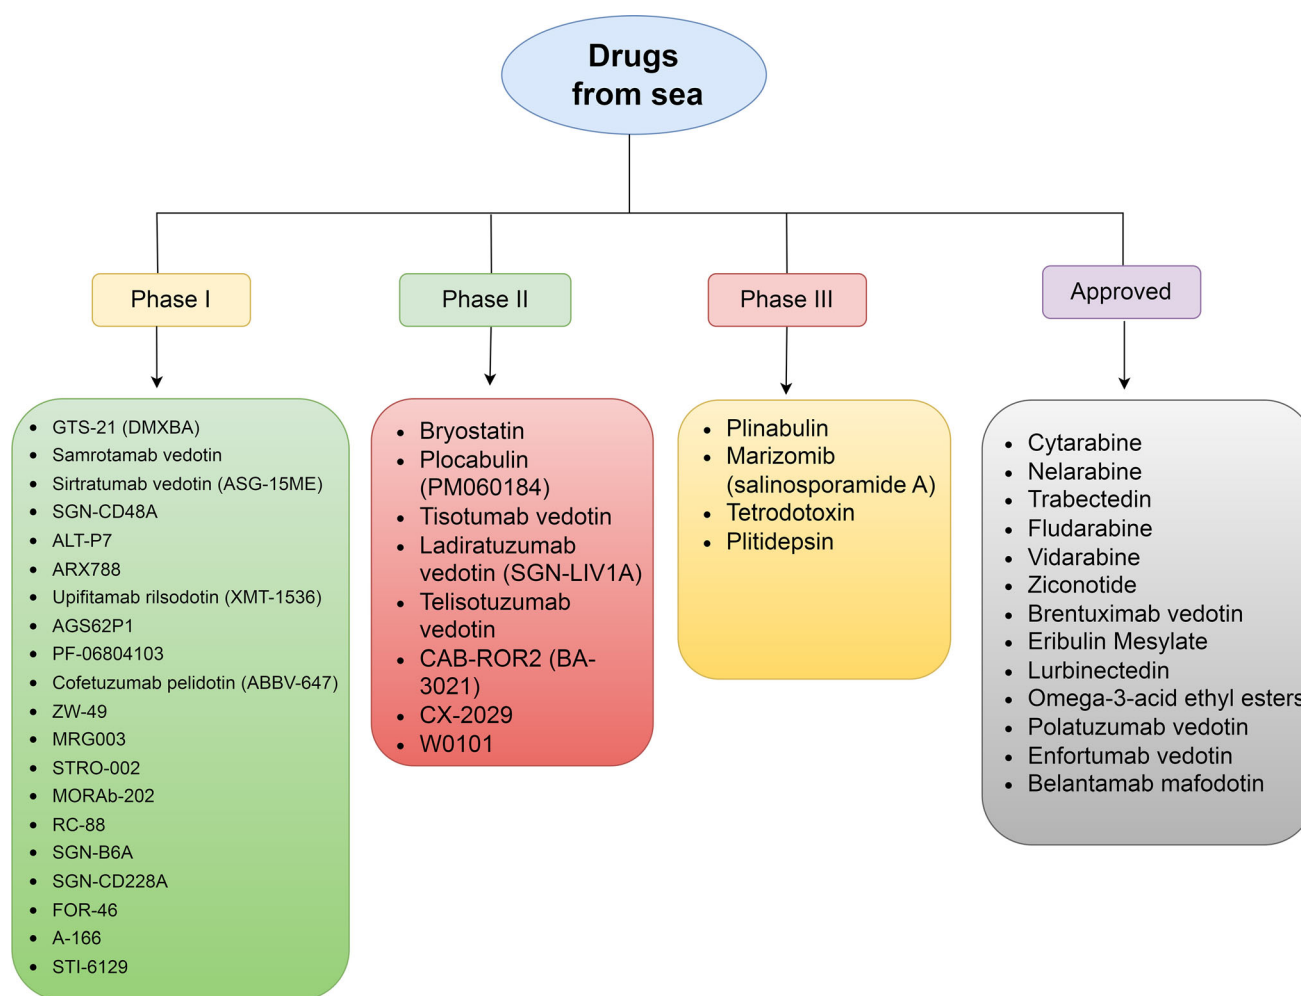 Drugs
from sea
Phase I
Phase II
Phase III
Approved
• GTS-21 (DMXBA)
• Samrotamab vedotin
• Sirtratumab vedotin (ASG-15ME)
• SGN-CD48A
• ALT-P7
• ARX788
• Upifitamab rilsodotin (XMT-1536)
• AGS62P1
• PF-06804103
• Cofetuzumab pelidotin (ABBV-647)
• ZW-49
• MRG003
• STRO-002
• MORAb-202
• RC-88
• SGN-B6A
• SGN-CD228A
• FOR-46
• A-166
• STI-6129
• Bryostatin
• Plocabulin
(PM060184)
• Tisotumab vedotin
• Ladiratuzumab
vedotin (SGN-LIV1A)
• Telisotuzumab
vedotin
• CAB-ROR2 (BA-
3021)
• CX-2029
• W0101
• Plinabulin
• Marizomib
(salinosporamide A)
• Tetrodotoxin
• Plitidepsin
• Cytarabine
• Nelarabine
• Trabectedin
• Fludarabine
• Vidarabine
• Ziconotide
• Brentuximab vedotin
• Eribulin Mesylate
• Lurbinectedin
• Omega-3-acid ethyl esters
• Polatuzumab vedotin
• Enfortumab vedotin
• Belantamab mafodotin